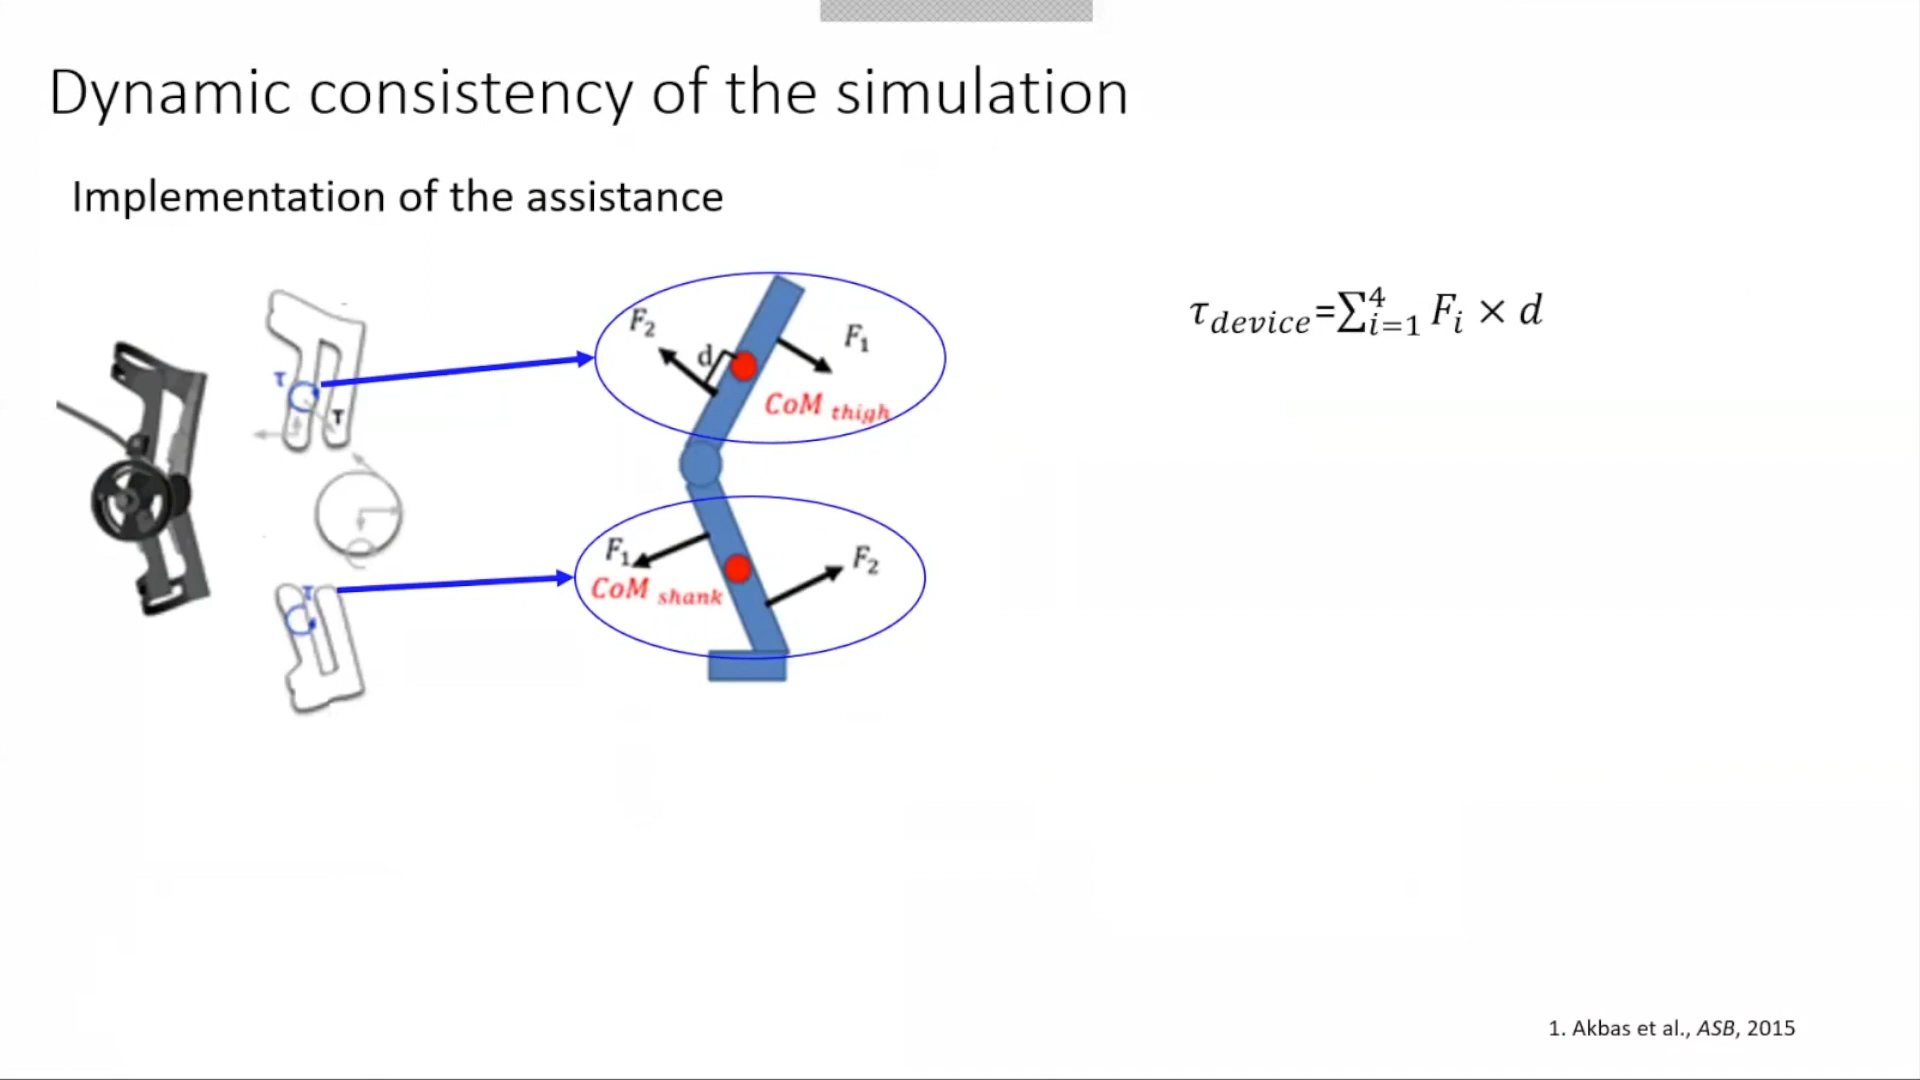 Dynamic consistency of the simulation
Implementation of the assistance
τ
τ
τ
F₂
d
F₁
CoM thigh
F₁
CoM shank
F₂
τ_device=∑⁴ᵢ₌₁ Fᵢ × d
1. Akbas et al., ASB, 2015